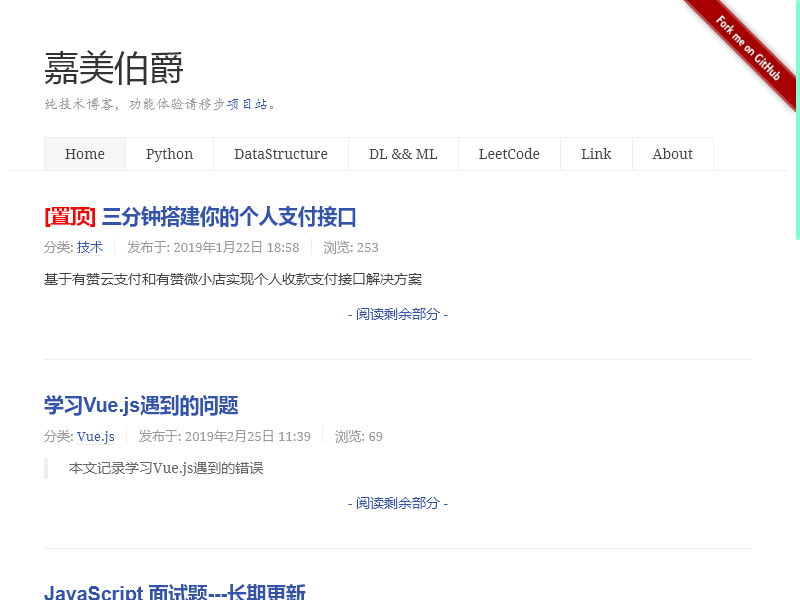 Fork me on GitHub
嘉美伯爵
纯技术博客，功能体验请移步项目站。
Home Python DataStructure DL && ML LeetCode Link About
[置顶] 三分钟搭建你的个人支付接口
分类: 技术 发布于: 2019年1月22日 18:58 浏览: 253
基于有赞云支付和有赞微小店实现个人收款支付接口解决方案
- 阅读剩余部分 -
学习Vue.js遇到的问题
分类: Vue.js 发布于: 2019年2月25日 11:39 浏览: 69
本文记录学习Vue.js遇到的错误
- 阅读剩余部分 -
JavaScript 面试题---长期更新